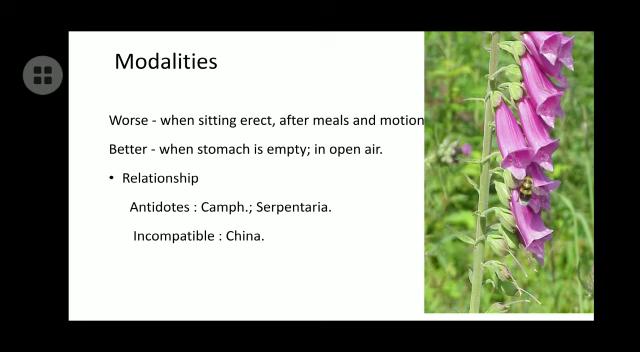 Modalities
Worse - when sitting erect, after meals and motion
Better - when stomach is empty; in open air.
• Relationship
Antidotes : Camph.; Serpentaria.
Incompatible : China.